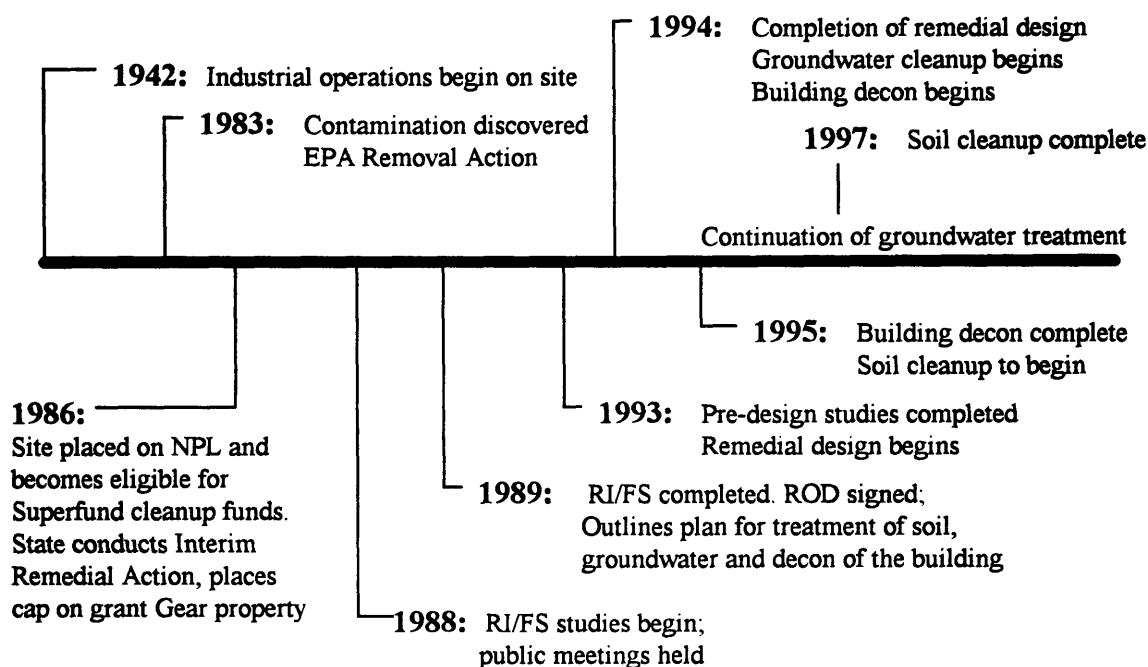 1942: Industrial operations begin on site
1983: Contamination discovered
EPA Removal Action
1994: Completion of remedial design
Groundwater cleanup begins
Building decon begins
1997: Soil cleanup complete
Continuation of groundwater treatment
1995: Building decon complete
Soil cleanup to begin
1986:
Site placed on NPL and
becomes eligible for
Superfund cleanup funds.
State conducts Interim
Remedial Action, places
cap on grant Gear property
1993: Pre-design studies completed
Remedial design begins
1989: RI/FS completed. ROD signed;
Outlines plan for treatment of soil,
groundwater and decon of the building
1988: RI/FS studies begin;
public meetings held